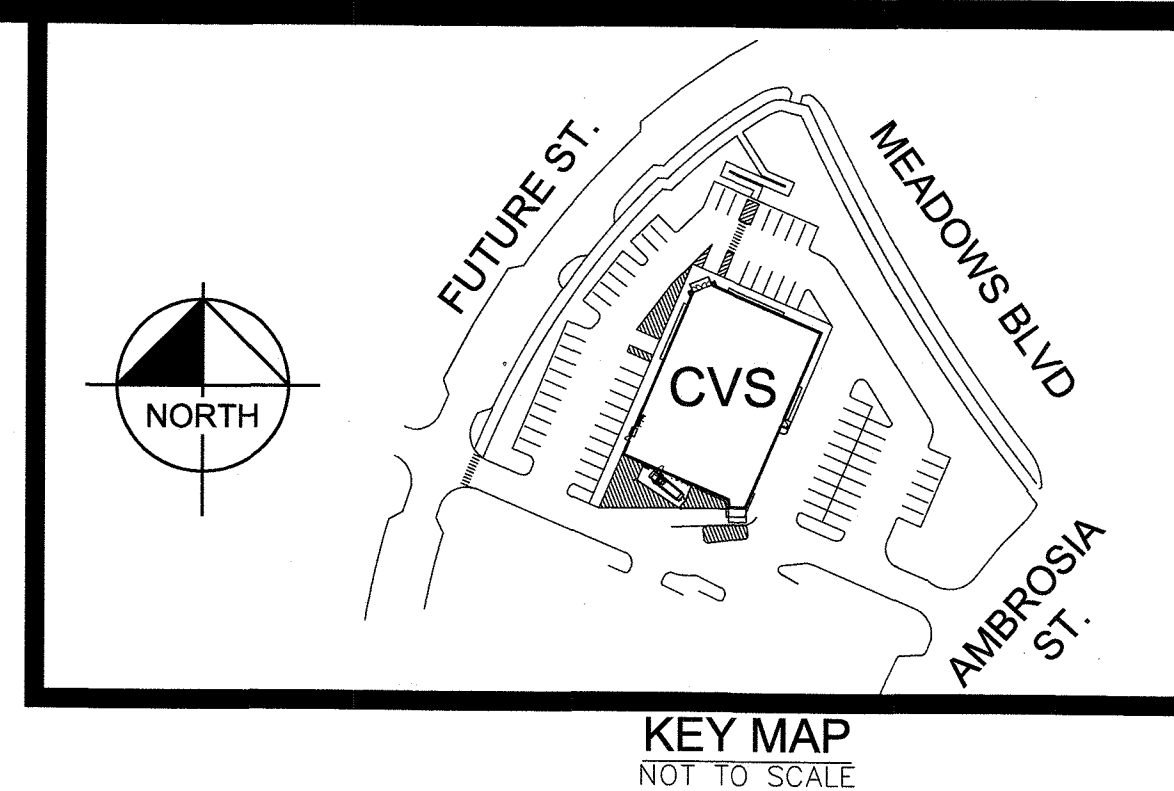 FUTURE ST.
MEADOWS BLVD
NORTH
CVS
AMBROSIA
ST.
KEY MAP
NOT TO SCALE